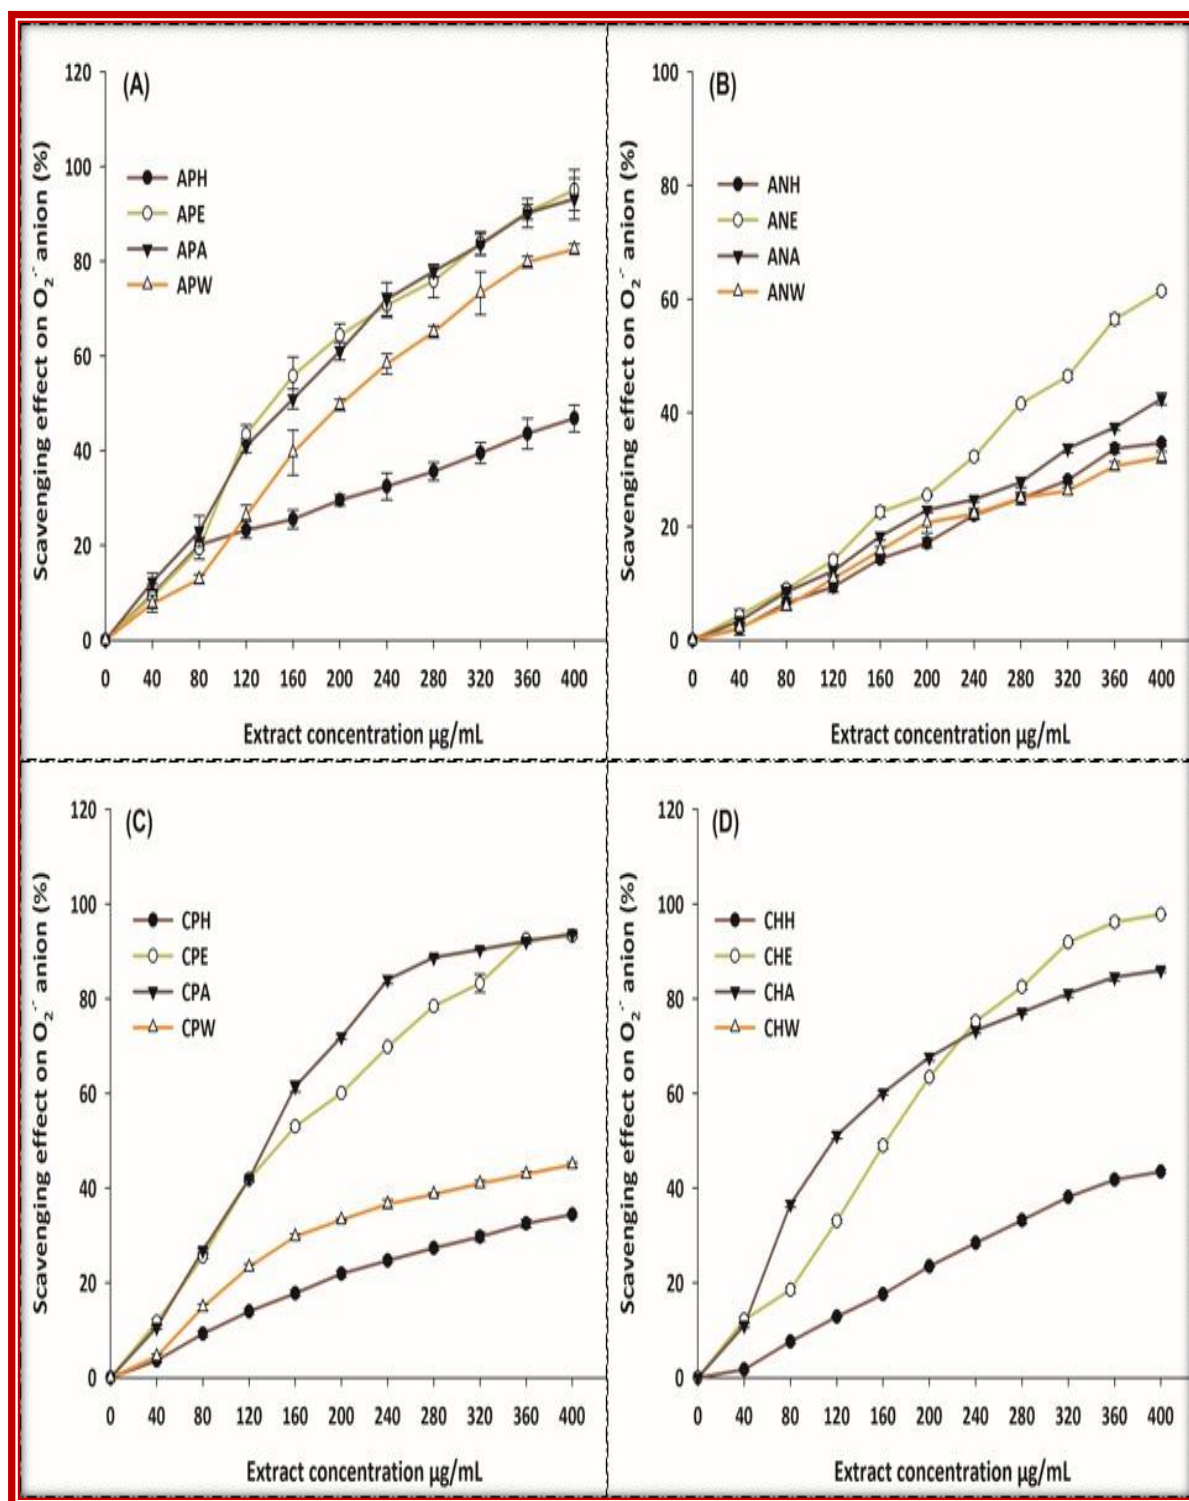 (A)
Scavenging effect on O₂·⁻ anion (%)
120
100
80
60
40
20
0
APH
APE
APA
APW
0 40 80 120 160 200 240 280 320 360 400
Extract concentration µg/mL
(B)
Scavenging effect on O₂·⁻ anion (%)
100
80
60
40
20
0
ANH
ANE
ANA
ANW
0 40 80 120 160 200 240 280 320 360 400
Extract concentration µg/mL
(C)
Scavenging effect on O₂·⁻ anion (%)
120
100
80
60
40
20
0
CPH
CPE
CPA
CPW
0 40 80 120 160 200 240 280 320 360 400
Extract concentration µg/mL
(D)
Scavenging effect on O₂·⁻ anion (%)
120
100
80
60
40
20
0
CHH
CHE
CHA
CHW
0 40 80 120 160 200 240 280 320 360 400
Extract concentration µg/mL